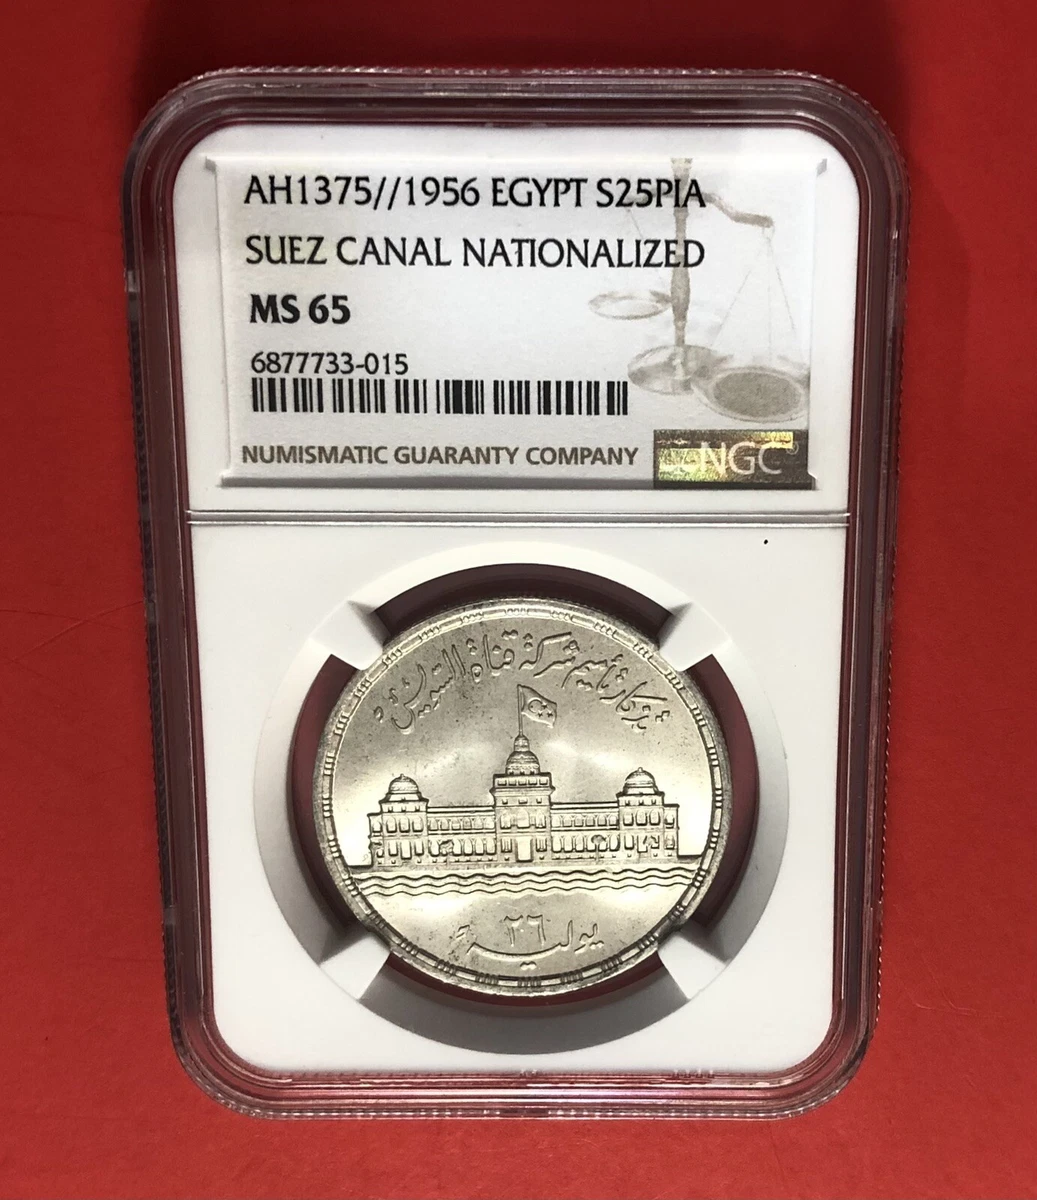 AH1375//1956 EGYPT S25PIA
SUEZ CANAL NATIONALIZED
MS 65
6877733-015
NUMISMATIC GUARANTY COMPANY
NGC
تذكار تأميم شركة قناة السويس
٢٦
يوليه